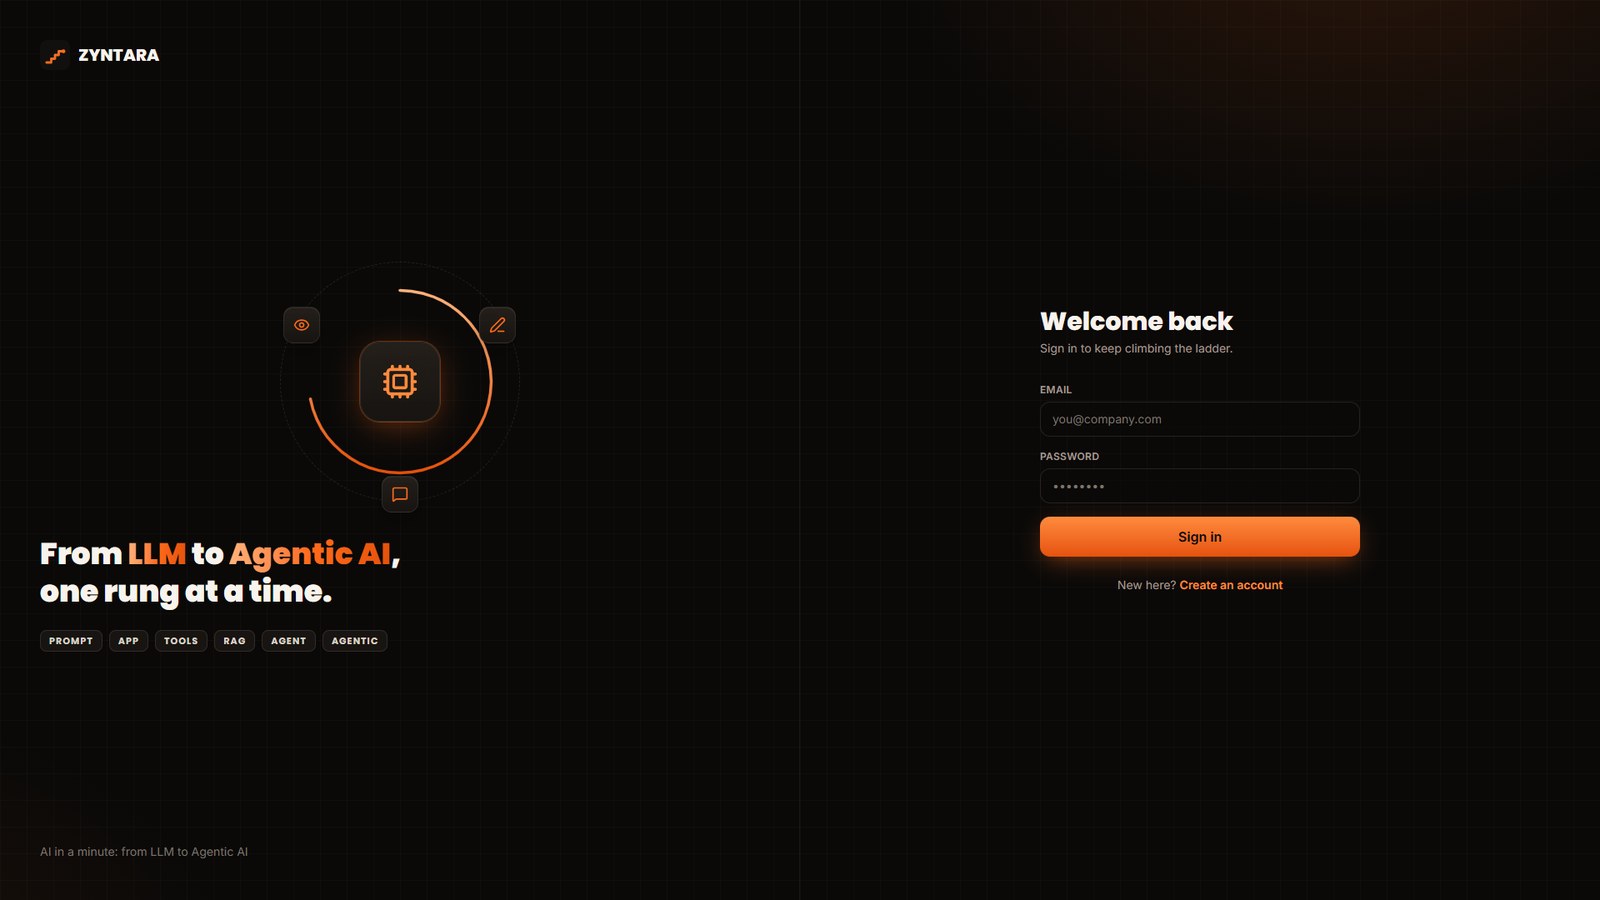 ZYNTARA
From LLM to Agentic AI,
one rung at a time.
PROMPT APP TOOLS RAG AGENT AGENTIC
AI in a minute: from LLM to Agentic AI
Welcome back
Sign in to keep climbing the ladder.
EMAIL
you@company.com
PASSWORD
••••••••
Sign in
New here? Create an account